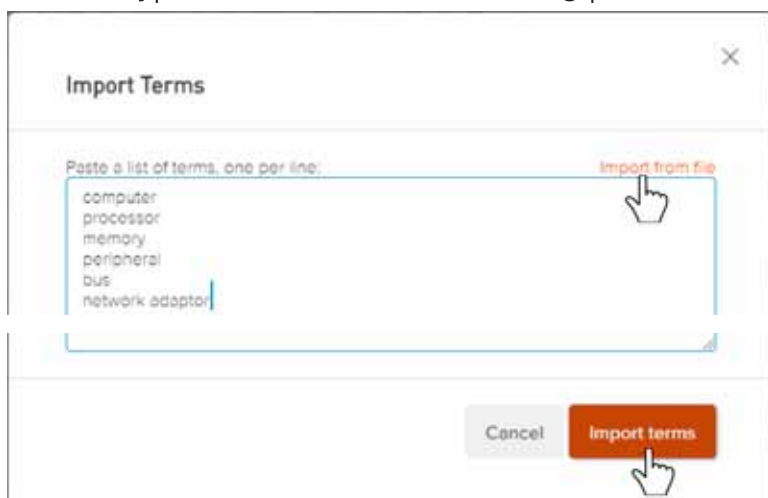 Import Terms
Paste a list of terms, one per line:
Import from file
computer
processor
memory
peripheral
bus
network adaptor
Cancel
Import terms